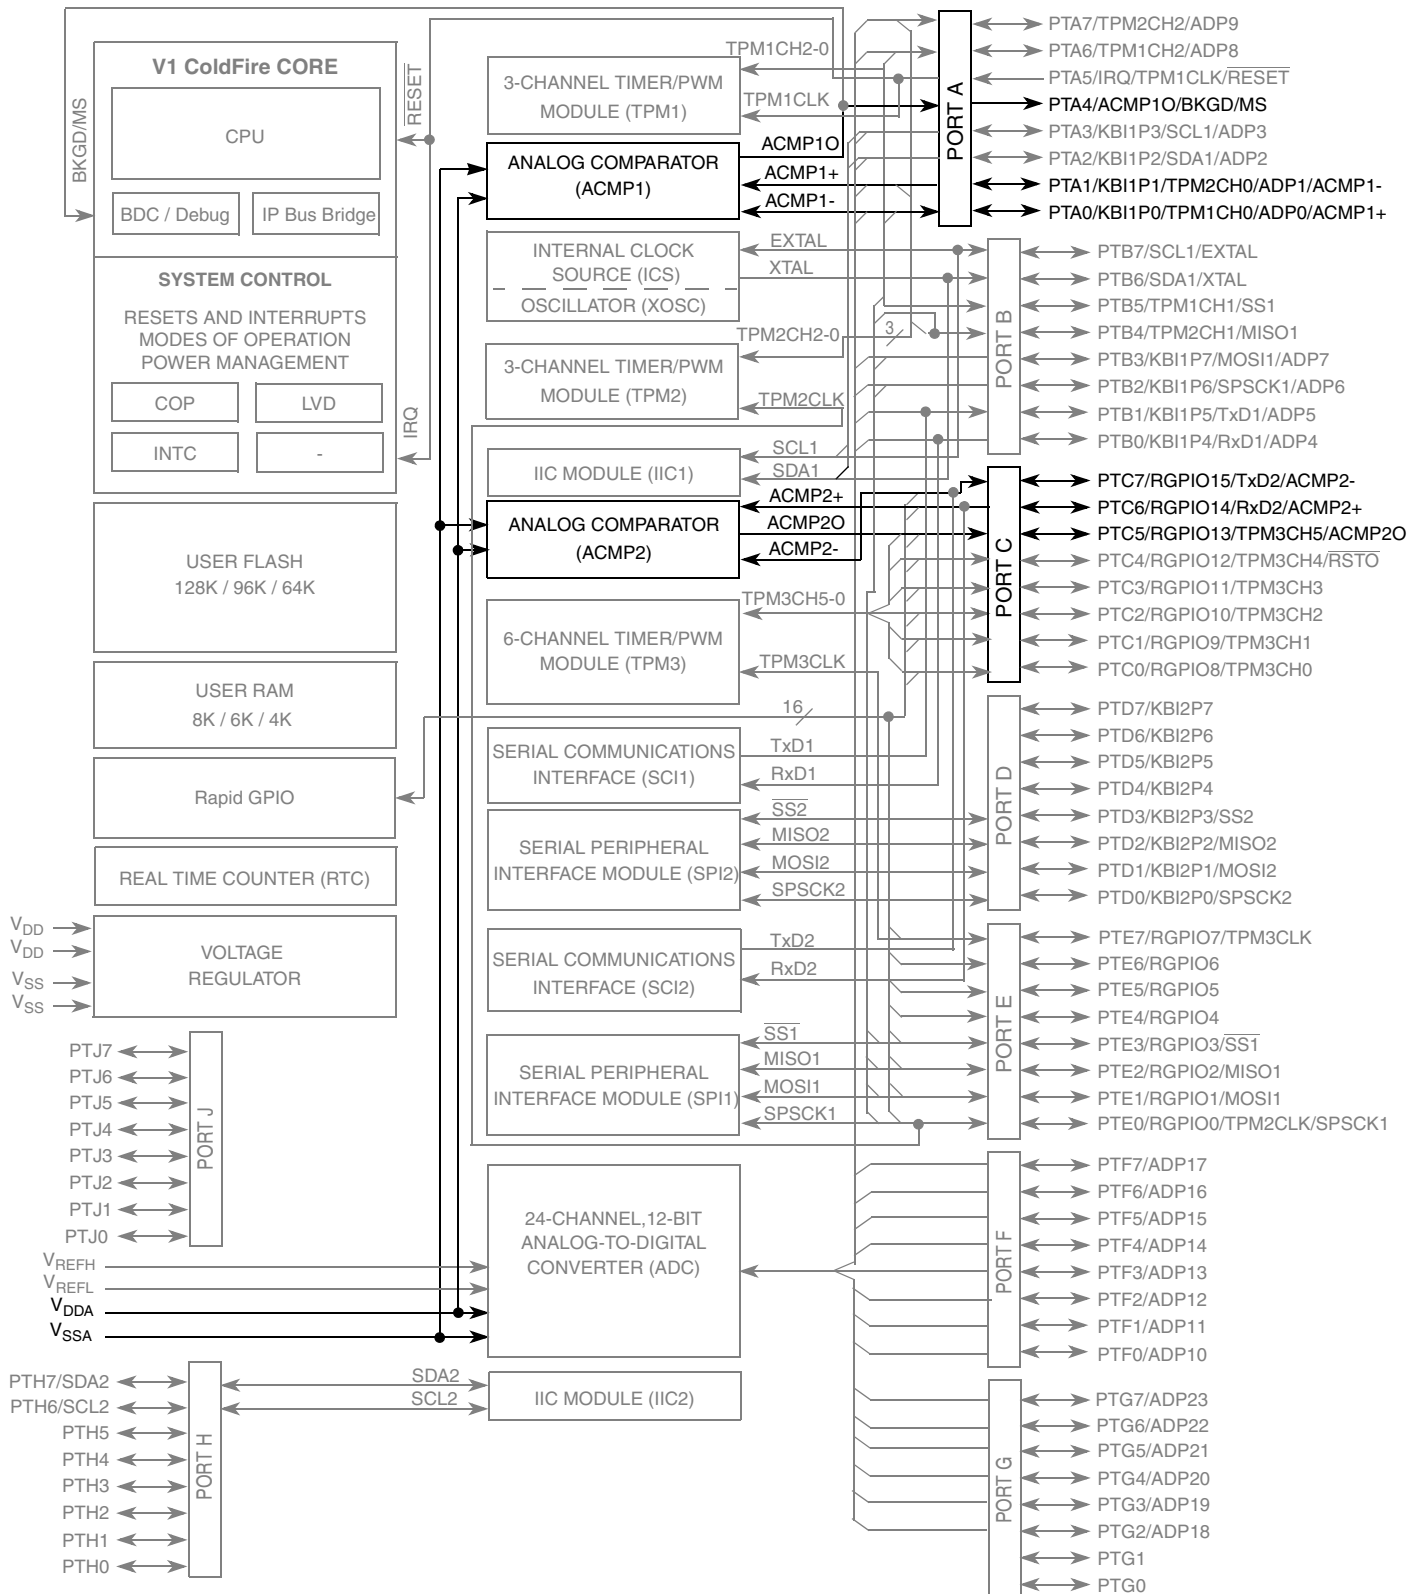 V1 ColdFire CORE
CPU
BDC / Debug
IP Bus Bridge
BKGD/MS
RESET
SYSTEM CONTROL
RESETS AND INTERRUPTS
MODES OF OPERATION
POWER MANAGEMENT
COP
LVD
INTC
-
IRQ
USER FLASH
128K / 96K / 64K
USER RAM
8K / 6K / 4K
Rapid GPIO
REAL TIME COUNTER (RTC)
VOLTAGE
REGULATOR
VDD
VDD
VSS
VSS
PTJ7
PTJ6
PTJ5
PTJ4
PTJ3
PTJ2
PTJ1
PTJ0
PORT J
VREFH
VREFL
VDDA
VSSA
PTH7/SDA2
PTH6/SCL2
PTH5
PTH4
PTH3
PTH2
PTH1
PTH0
PORT H
3-CHANNEL TIMER/PWM
MODULE (TPM1)
TPM1CH2-0
TPM1CLK
ANALOG COMPARATOR
(ACMP1)
ACMP1O
ACMP1+
ACMP1-
INTERNAL CLOCK
SOURCE (ICS)
OSCILLATOR (XOSC)
EXTAL
XTAL
3-CHANNEL TIMER/PWM
MODULE (TPM2)
TPM2CH2-0
3
TPM2CLK
IIC MODULE (IIC1)
SCL1
SDA1
ANALOG COMPARATOR
(ACMP2)
ACMP2+
ACMP2O
ACMP2-
6-CHANNEL TIMER/PWM
MODULE (TPM3)
TPM3CH5-0
TPM3CLK
16
SERIAL COMMUNICATIONS
INTERFACE (SCI1)
TxD1
RxD1
SERIAL PERIPHERAL
INTERFACE MODULE (SPI2)
SS2
MISO2
MOSI2
SPSCK2
SERIAL COMMUNICATIONS
INTERFACE (SCI2)
TxD2
RxD2
SERIAL PERIPHERAL
INTERFACE MODULE (SPI1)
SS1
MISO1
MOSI1
SPSCK1
24-CHANNEL,12-BIT
ANALOG-TO-DIGITAL
CONVERTER (ADC)
IIC MODULE (IIC2)
SDA2
SCL2
PORT A
PTA7/TPM2CH2/ADP9
PTA6/TPM1CH2/ADP8
PTA5/IRQ/TPM1CLK/RESET
PTA4/ACMP1O/BKGD/MS
PTA3/KBI1P3/SCL1/ADP3
PTA2/KBI1P2/SDA1/ADP2
PTA1/KBI1P1/TPM2CH0/ADP1/ACMP1-
PTA0/KBI1P0/TPM1CH0/ADP0/ACMP1+
PORT B
PTB7/SCL1/EXTAL
PTB6/SDA1/XTAL
PTB5/TPM1CH1/SS1
PTB4/TPM2CH1/MISO1
PTB3/KBI1P7/MOSI1/ADP7
PTB2/KBI1P6/SPSCK1/ADP6
PTB1/KBI1P5/TxD1/ADP5
PTB0/KBI1P4/RxD1/ADP4
PORT C
PTC7/RGPIO15/TxD2/ACMP2-
PTC6/RGPIO14/RxD2/ACMP2+
PTC5/RGPIO13/TPM3CH5/ACMP2O
PTC4/RGPIO12/TPM3CH4/RSTO
PTC3/RGPIO11/TPM3CH3
PTC2/RGPIO10/TPM3CH2
PTC1/RGPIO9/TPM3CH1
PTC0/RGPIO8/TPM3CH0
PORT D
PTD7/KBI2P7
PTD6/KBI2P6
PTD5/KBI2P5
PTD4/KBI2P4
PTD3/KBI2P3/SS2
PTD2/KBI2P2/MISO2
PTD1/KBI2P1/MOSI2
PTD0/KBI2P0/SPSCK2
PORT E
PTE7/RGPIO7/TPM3CLK
PTE6/RGPIO6
PTE5/RGPIO5
PTE4/RGPIO4
PTE3/RGPIO3/SS1
PTE2/RGPIO2/MISO1
PTE1/RGPIO1/MOSI1
PTE0/RGPIO0/TPM2CLK/SPSCK1
PORT F
PTF7/ADP17
PTF6/ADP16
PTF5/ADP15
PTF4/ADP14
PTF3/ADP13
PTF2/ADP12
PTF1/ADP11
PTF0/ADP10
PORT G
PTG7/ADP23
PTG6/ADP22
PTG5/ADP21
PTG4/ADP20
PTG3/ADP19
PTG2/ADP18
PTG1
PTG0